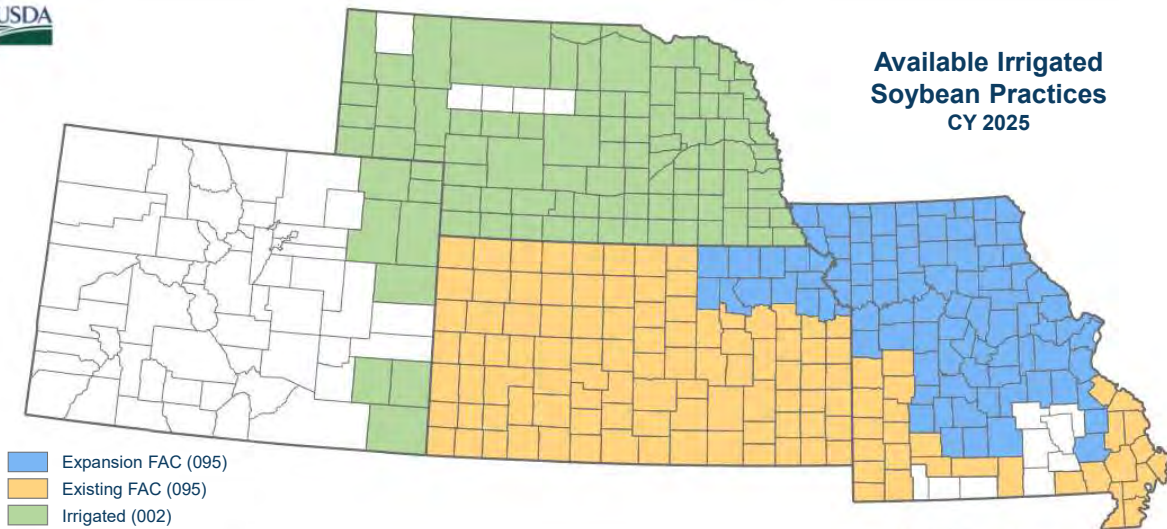 USDA
Available Irrigated
Soybean Practices
CY 2025
Expansion FAC (095)
Existing FAC (095)
Irrigated (002)